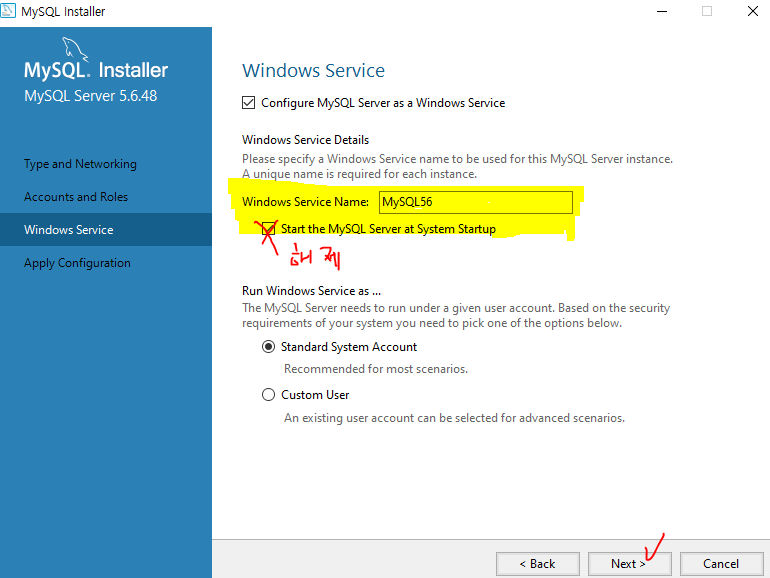 MySQL Installer
MySQL. Installer
MySQL Server 5.6.48
Type and Networking
Accounts and Roles
Windows Service
Apply Configuration
Windows Service
Configure MySQL Server as a Windows Service
Windows Service Details
Please specify a Windows Service name to be used for this MySQL Server instance.
A unique name is required for each instance.
Windows Service Name: MySQL56
Start the MySQL Server at System Startup
해제
Run Windows Service as ...
The MySQL Server needs to run under a given user account. Based on the security
requirements of your system you need to pick one of the options below.
Standard System Account
Recommended for most scenarios.
Custom User
An existing user account can be selected for advanced scenarios.
< Back Next > Cancel